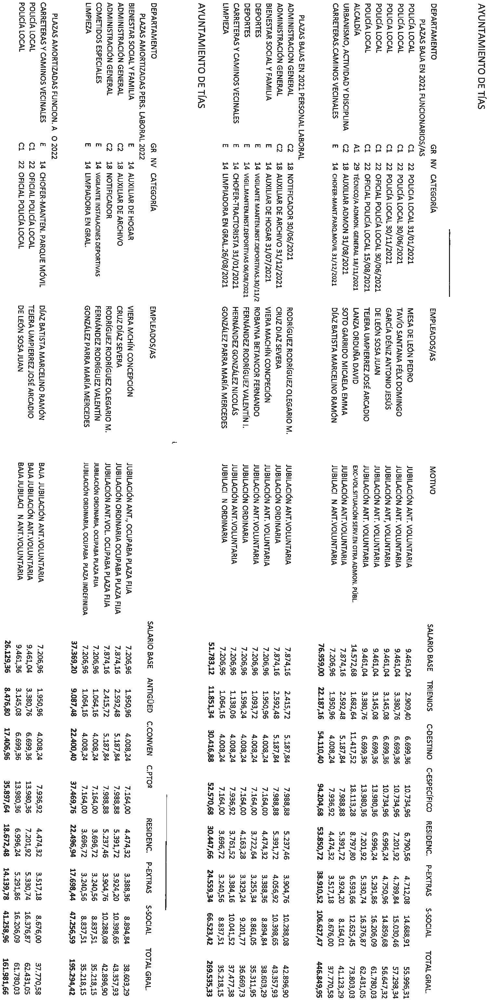 AYUNTAMIENTO DE TÍAS
DEPARTAMENTO GR NV CATEGORÍA EMPLEADOS/AS MOTIVO SALARIO BASE TRIENIOS C-DESTINO C-ESPECÍFICO RESIDENC. P-EXTRAS S-SOCIAL TOTAL GRAL.
PLAZAS BAJA EN 2021 FUNCIONARIOS/AS
POLICÍA LOCAL C1 22 POLICIA LOCAL 31/01/2021 MESA DE LEÓN PEDRO JUBILACIÓN ANT. VOLUNTARIA 9.461,04 2.909,40 6.699,36 10.734,96 6.790,56 4.712,08 14.688,91 55.996,31
POLICÍA LOCAL C1 22 POLICÍA LOCAL 30/06/2021 TAVÍO SANTANA FÉLX DOMINGO JUBILACIÓN ANT. VOLUNTARIA 9.461,04 3.380,76 6.699,36 10.734,96 7.201,92 4.789,84 15.030,46 57.298,34
POLICIA LOCAL C1 22 POLICÍA LOCAL 30/11/2021 GARCÍA DÉNIZ ANTONIO JESÚS JUBILACIÓN ANT, VOLUNTARIA 9.461,04 3.145,08 6.699,36 10.734,96 6.996,24 4.750,96 14.859,68 56.647,32
POLICÍA LOCAL C1 22 OFICIAL POLICÍA LOCAL 30/06/2021 DE LEÓN SOSA JUAN JUBILACIÓN ANT. VOLUNTARIA 9.461,04 3.145,08 6.699,36 13.980,36 6.996,24 5.291,86 16.206,09 61.780,03
POLICÍA LOCAL C1 22 OFICIAL POLICÍA LOCAL 15/08/2021 TEJERA UMPIERREZ JOSÉ ARCADIO JUBILACIÓN ANT. VOLUNTARIA 9.461,04 3.380,76 6.699,36 13.980,36 7.201,92 5.330,74 16.376,87 62.431,05
ALCALDÍA A1 29 TÉCNICO/A ADMON. GENERAL 18/11/2021 LANZA ORDUÑA DAVID EXC-VOL.SITUACIÓN SERV.EN OTRA ADMON. PÚBL. 14.572,68 1.682,64 11.417,52 18.113,28 8.797,80 6.593,66 12.625,45 73.803,03
URBANISMO, ACTIVIDAD Y DISCIPLINA C2 18 AUXILIAR ADMON 31/08/2021 SOTO GARRIDO MICAELA EMMA JUBILACIÓN ANT.VOLUNTARIA 7.874,16 2.592,48 5.187,84 7.988,88 5.391,72 3.924,20 8.164,01 41.123,29
CARRETERAS.CAMINOS VECINALES E 14 CHOFER-MANT.PARQ.MOVIL 31/12/2021 DÍAZ BATISTA MARCELINO RAMÓN JUBILACI N ANT.VOLUNTARIA 7.206,96 1.950,96 4.008,24 7.936,92 4.474,32 3.517,18 8.676,00 37.770,58
76.959,00 22.187,16 54.110,40 94.204,68 53.850,72 38.910,52 106.627,47 446.849,95
PLAZAS BAJAS EN 2021 PERSONAL LABORAL
ADMINISTRACION GENERAL C2 18 NOTIFICADOR 30/06/2021 RODRÍGUEZ RODRÍGUEZ OLEGARIO M. JUBILACIÓN ANT.VOLUNTARIA 7.874,16 2.415,72 5.187,84 7.988,88 5.237,46 3.904,76 10.288,08 42.896,90
ADMINISTRACIÓN GENERAL C2 18 AUXILIAR DE ARCHIVO 31/12/2021 CRUZ DIAZ SEVERA JUBILACIÓN ORDINARIA 7.874,16 2.592,48 5.187,84 7.988,88 5.391,72 4.056,92 10.398,65 43.357,93
BIENESTAR SOCIAL Y FAMILIA E 14 AUXILIAR DE HOGAR 31/07/2021 VIERA MACHÍN CONCPECIÓN JUBILACIÓN ANT. VOLUNTARIA 7.206,96 1.950,96 4.008,24 7.164,00 4.474,32 3.388,36 8.894,84 38.603,29
DEPORTES E 14 VIGILANTE MANTEN.INST.DEPORTIVAS.30/11/2 ROBAYNA BETANCOR FERNANDO JUBILACIÓN ANT.VOLUNTARIA 7.206,96 1.093,72 4.008,24 7.164,00 3.722,64 3.255,34 8.861,05 35.311,95
DEPORTES E 14 VIGIL.MANTEN.INST.DEPORTIVAS 06/08/2021 FERNÁNDEZ RODRÍGUEZ VALENTÍN I. JUBILACIÓN ORDINARIA 7.206,96 1.596,24 4.008,24 7.164,00 4.163,28 3.329,24 9.201,77 36.669,73
CARRETERAS Y CAMINOS VECINALES E 14 CHOFER-TRACTORISTA 31/01/2021 HERNÁNDEZ GONZÁLEZ NICOLÁS JUBILACIÓN ANT.VOLUNTARIA 7.206,96 1.138,06 4.008,24 7.936,92 3.761,52 3.384,16 10.041,52 37.477,38
LIMPIEZA E 14 LIMPIADORA EN GRAL.26/08/2021 GONZÁLEZ PARRA MARÍA MERCEDES JUBILACI N ORDINARIA 7.206,96 1.064,16 4.008,24 7.164,00 3.696,72 3.240,56 8.837,51 35.218,15
51.783,12 11.851,34 30.416,88 52.570,68 30.447,66 24.559,34 66.523,42 269.535,33
AYUNTAMIENTO DE TÍAS
DEPARTAMENTO GR NV CATEGORÍA EMPLEADOS/AS SALARIO BASE ANTIGÜED C.CONVEN C.PTOº RESIDENC. P-EXTRAS S-SOCIAL TOTAL GRAL.
PLAZAS AMORTIZADAS PERS. LABORAL 2022
BIENESTAR SOCIAL Y FAMILIA E 14 AUXILIAR DE HOGAR VIERA MCHÍN CONCEPCIÓN JUBILACIÓN ANT., OCUPABA PLAZA FIJA 7.206,96 1.950,96 4.008,24 7.164,00 4.474,32 3.388,36 8.894,84 38.603,29
ADMINISTRACIÓN GENERAL C2 18 AUXILIAR DE ARCHIVO CRUZ DÍAZ SEVERA JUBILACIÓN ORDINARIA OCUPABA PLAZA FIJA 7.874,16 2.592,48 5.187,84 7.988,88 5.391,72 3.924,20 10.398,65 43.357,93
ADMINISTRACIÓN GENERAL C2 18 NOTIFICADOR RODRÍGUEZ RODRÍGUEZ OLEGARIO M. JUBILACIÓN ANT.VOL. OCUPABA PLAZA FIJA 7.874,16 2.415,72 5.187,84 7.988,88 5.237,46 3.904,76 10.288,08 42.896,90
COMETIDOS ESPECIALES E 14 VIGILANTE INSTALACINES DEPORTIVAS FERNÁNDEZ RODRÍGUEZ VALENTÍN JUBILACIÓN ORDINARIA, OCUPABA PLAZA FIJA 7.206,96 1.064,16 4.008,24 7.164,00 3.696,72 3.240,56 8.837,51 35.218,15
LIMPIEZA E 14 LIMPIADORA EN GRAL. GONZÁLEZ PARRA MARÍA MERCEDES JUBILACIÓN ORDINARIA, OCUPABA PLAZA INDEFINIDA 7.206,96 1.064,16 4.008,24 7.164,00 3.696,72 3.240,56 8.837,51 35.218,15
37.369,20 9.087,48 22.400,40 37.469,76 22.496,94 17.698,44 47.256,59 195.294,42
PLAZAS AMORTIZADAS FUNCION. A O 2022
CARRETERAS Y CAMINOS VECINALES E 14 CHOFER-MANTEN. PARQUE MÓVIL DÍAZ BATISTA MARCELINO RAMÓN BAJA JUBILACIÓN ANT.VOLUNTARIA 7.206,96 1.950,96 4.008,24 7.936,92 4.474,32 3.517,18 8.676,00 37.770,58
POLICÍA LOCAL C1 22 OFICIAL POLICÍA LOCAL TEJERA UMPIERREZ JOSÉ ARCADIO BAJA JUBILACIÓN ANT.VOLUNTARIA 9.461,04 3.380,76 6.699,36 13.980,36 7.201,92 5.330,74 16.376,87 62.431,05
POLICÍA LOCAL C1 22 OFICIAL POLICÍA LOCAL DE LEÓN SOSA JUAN BAJA JUBILACI N ANT.VOLUNTARIA 9.461,36 3.145,08 6.699,36 13.980,36 6.996,24 5.291,86 16.206,09 61.780,03
26.129,36 8.476,80 17.406,96 35.897,64 18.672,48 14.139,78 41.258,96 161.981,66